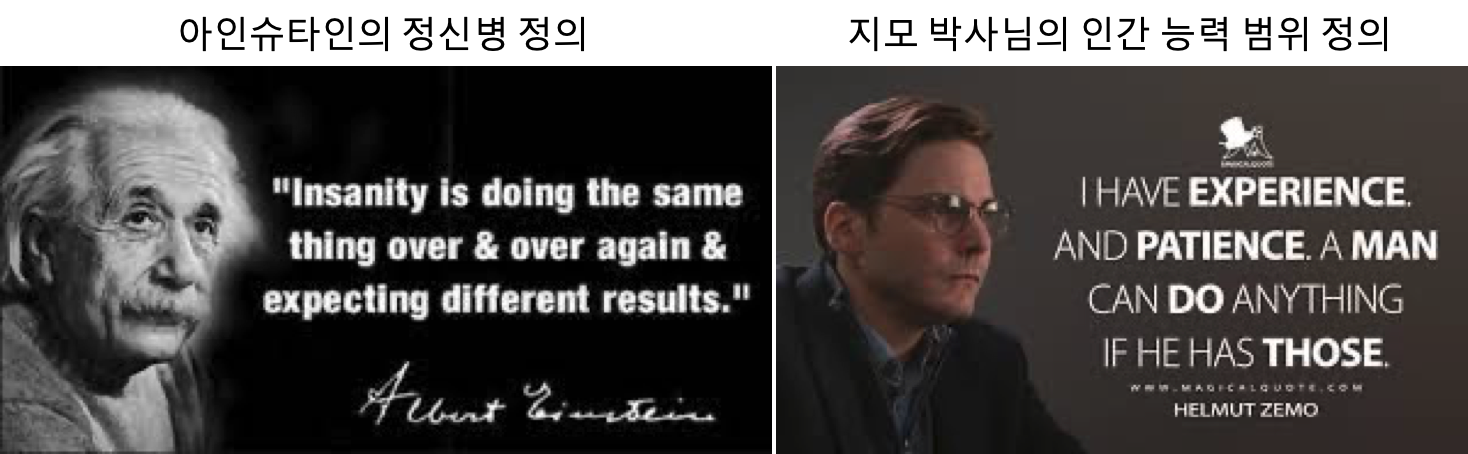 아인슈타인의 정신병 정의
지모 박사님의 인간 능력 범위 정의
"Insanity is doing the same
thing over & over again &
expecting different results."
Albert Einstein
MAGICALQUOTE
I HAVE EXPERIENCE.
AND PATIENCE. A MAN
CAN DO ANYTHING
IF HE HAS THOSE.
WWW.MAGICALQUOTE.COM
HELMUT ZEMO